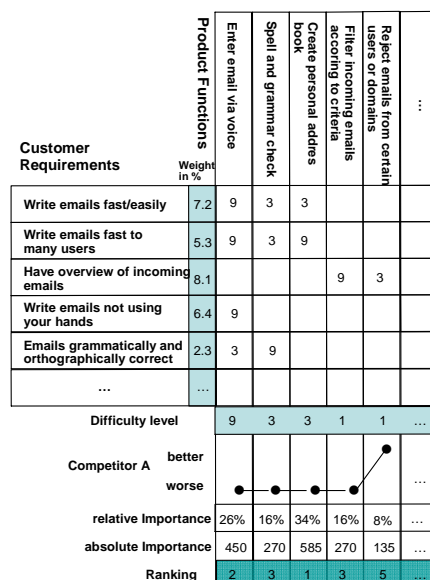 Product Functions
Enter email via voice
Spell and grammar check
Create personal addres
book
Filter incoming emails
accoring to criteria
Reject emails from certain
users or domains
...
Customer
Requirements
Weight
in %
Write emails fast/easily 7.2 9 3 3
Write emails fast to
many users 5.3 9 3 9
Have overview of incoming
emails 8.1 9 3
Write emails not using
your hands 6.4 9
Emails grammatically and
orthographically correct 2.3 3 9
... ...
Difficulty level 9 3 3 1 1 ...
Competitor A better
worse ...
relative Importance 26% 16% 34% 16% 8% ...
absolute Importance 450 270 585 270 135 ...
Ranking 2 3 1 3 5 ...